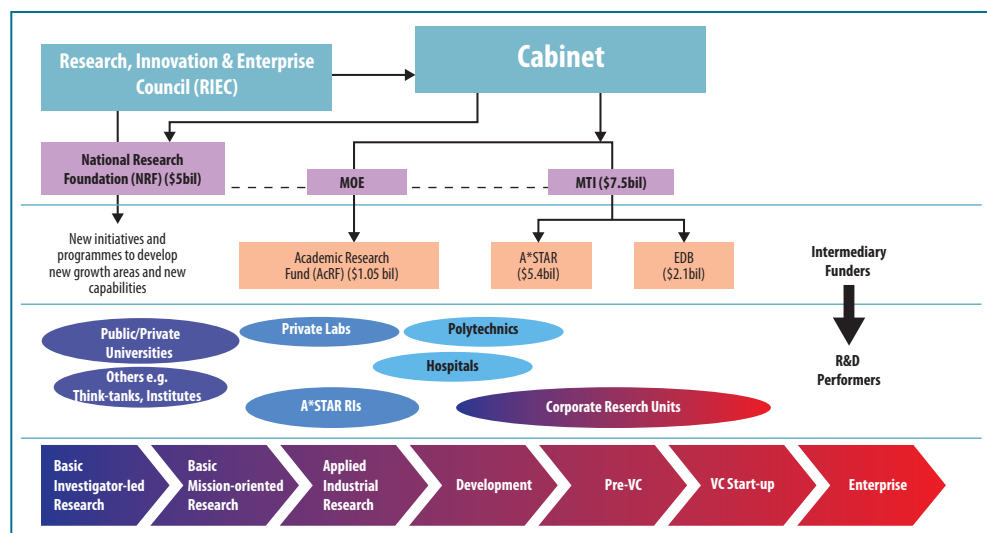 Research, Innovation & Enterprise
Council (RIEC)
Cabinet
National Research
Foundation (NRF) ($5bil)
MOE
MTI ($7.5bil)
New initiatives and
programmes to develop
new growth areas and new
capabilities
Academic Research
Fund (AcRF) ($1.05 bil)
A*STAR
($5.4bil)
EDB
($2.1bil)
Intermediary
Funders
Public/Private
Universities
Private Labs
Polytechnics
Hospitals
Others e.g.
Think-tanks, Institutes
A*STAR RIs
Corporate Reserch Units
R&D
Performers
Basic
Investigator-led
Research
Basic
Mission-oriented
Research
Applied
Industrial
Research
Development
Pre-VC
VC Start-up
Enterprise